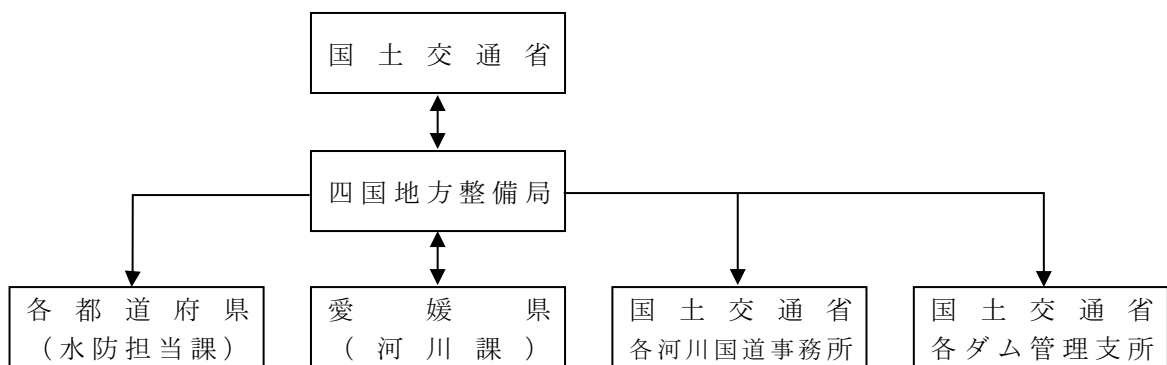 国土交通省
四国地方整備局
各都道府県
（水防担当課）
愛媛県
（河川課）
国土交通省
各河川国道事務所
国土交通省
各ダム管理支所